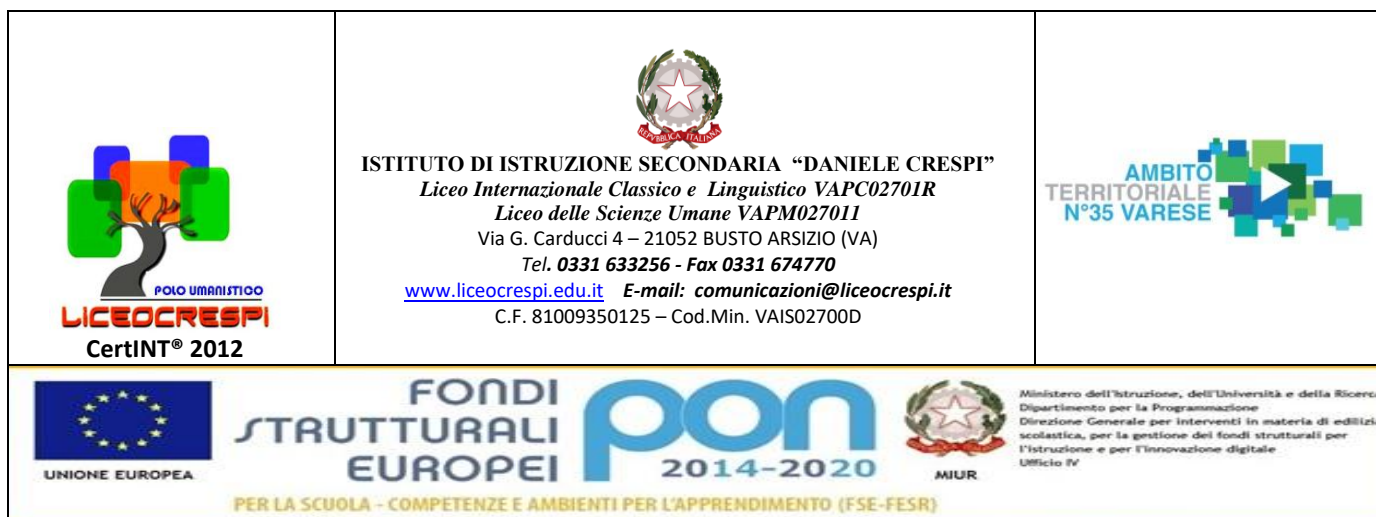 POLO UMANISTICO
LICEOCRESPI
CertINT® 2012
REPVBBLICA ITALIANA
ISTITUTO DI ISTRUZIONE SECONDARIA “DANIELE CRESPI”
Liceo Internazionale Classico e Linguistico VAPC02701R
Liceo delle Scienze Umane VAPM027011
Via G. Carducci 4 – 21052 BUSTO ARSIZIO (VA)
Tel. 0331 633256 - Fax 0331 674770
www.liceocrespi.edu.it E-mail: comunicazioni@liceocrespi.it
C.F. 81009350125 – Cod.Min. VAIS02700D
AMBITO
TERRITORIALE
N°35 VARESE
UNIONE EUROPEA
FONDI
STRUTTURALI
EUROPEI
pon
2014-2020
MIUR
Ministero dell'Istruzione, dell'Università e della Ricerca
Dipartimento per la Programmazione
Direzione Generale per interventi in materia di edilizia
scolastica, per la gestione dei fondi strutturali per
l'istruzione e per l'innovazione digitale
Ufficio IV
PER LA SCUOLA - COMPETENZE E AMBIENTI PER L'APPRENDIMENTO (FSE-FESR)